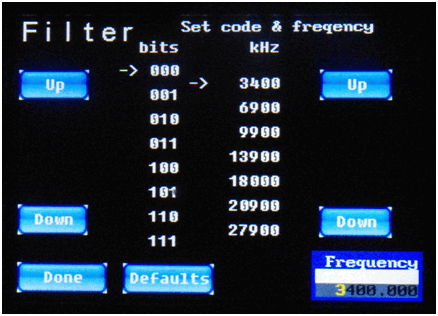 Filter Set code & freqency
bits kHz
-> 000
-> 3400
001
6900
010
9900
011
13900
100
18000
101
20900
110
27900
111
Up
Up
Down
Down
Done
Defaults
Frequency
3400.000